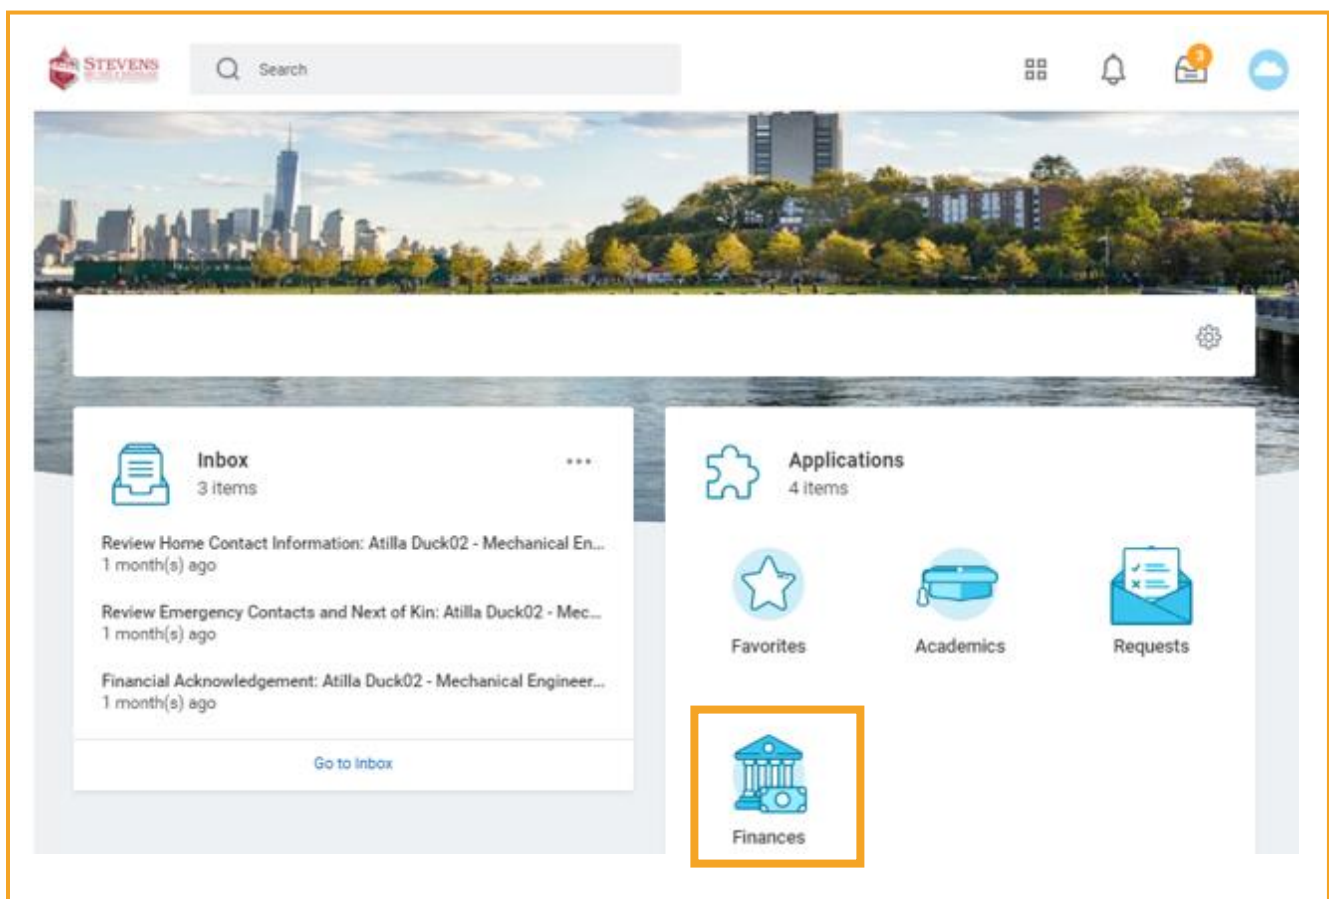 STEVENS
Search
3
Inbox
3 items
Review Home Contact Information: Atilla Duck02 - Mechanical En...
1 month(s) ago
Review Emergency Contacts and Next of Kin: Atilla Duck02 - Mec...
1 month(s) ago
Financial Acknowledgement: Atilla Duck02 - Mechanical Engineer...
1 month(s) ago
Go to Inbox
Applications
4 items
Favorites
Academics
Requests
Finances